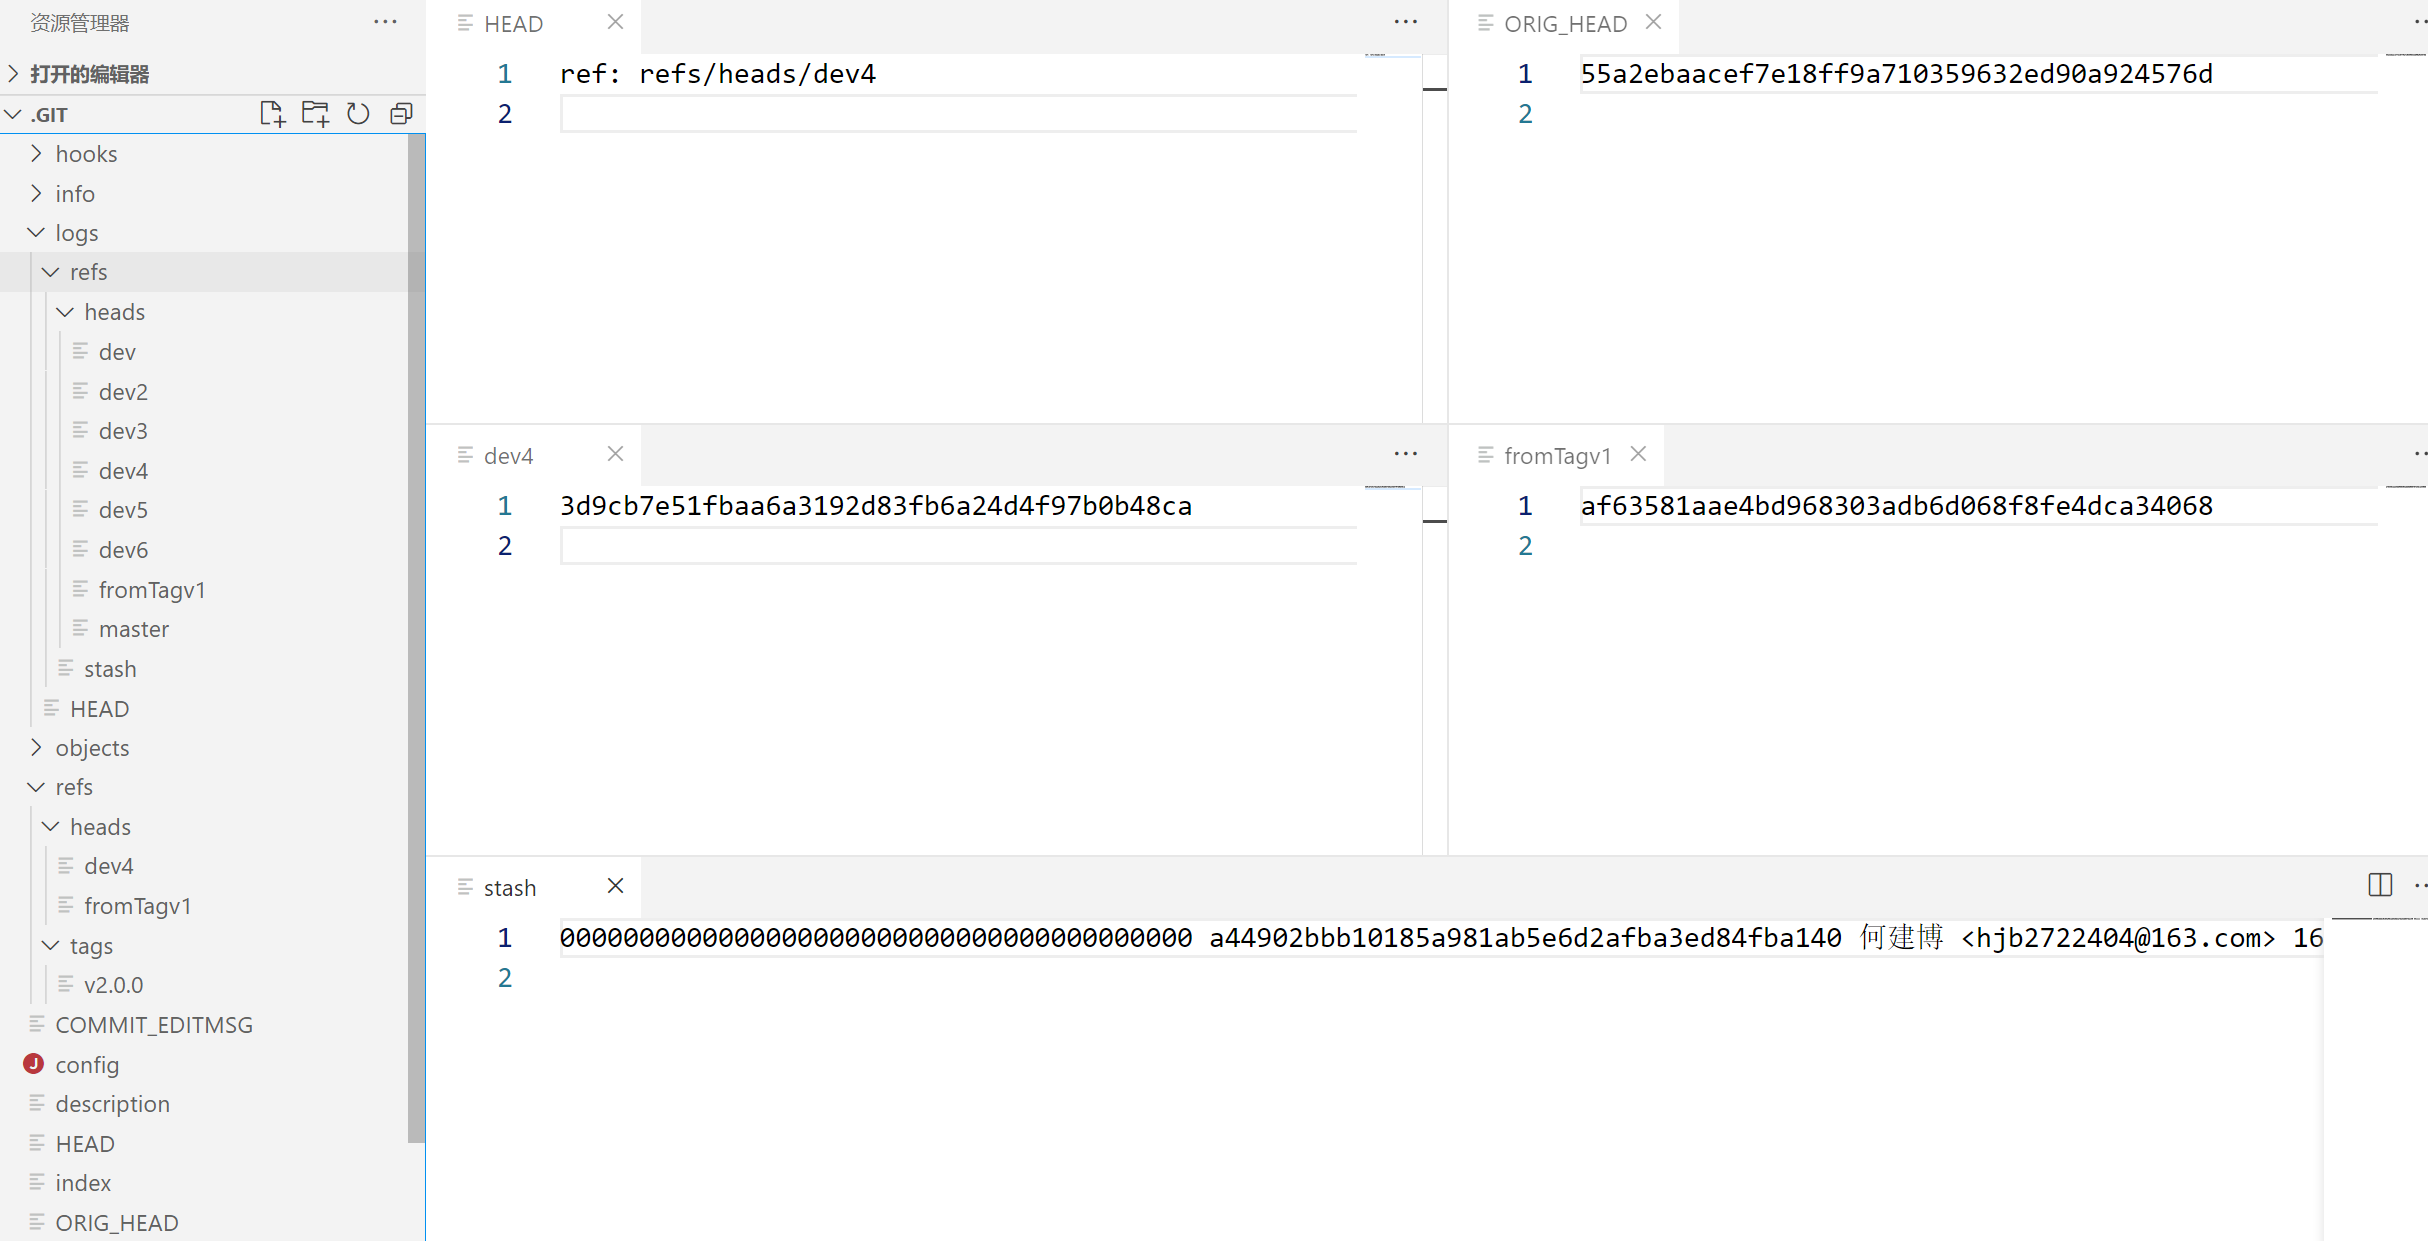 资源管理器
打开的编辑器
.GIT
hooks
info
logs
refs
heads
dev
dev2
dev3
dev4
dev5
dev6
fromTagv1
master
stash
HEAD
objects
refs
heads
dev4
fromTagv1
tags
v2.0.0
COMMIT_EDITMSG
config
description
HEAD
index
ORIG_HEAD
HEAD
1 ref: refs/heads/dev4
2
ORIG_HEAD
1 55a2ebaacef7e18ff9a710359632ed90a924576d
2
dev4
1 3d9cb7e51fbaa6a3192d83fb6a24d4f97b0b48ca
2
fromTagv1
1 af63581aae4bd968303adb6d068f8fe4dca34068
2
stash
1 0000000000000000000000000000000000000000 a44902bbb10185a981ab5e6d2afba3ed84fba140 何建博 <hjb2722404@163.com> 16
2